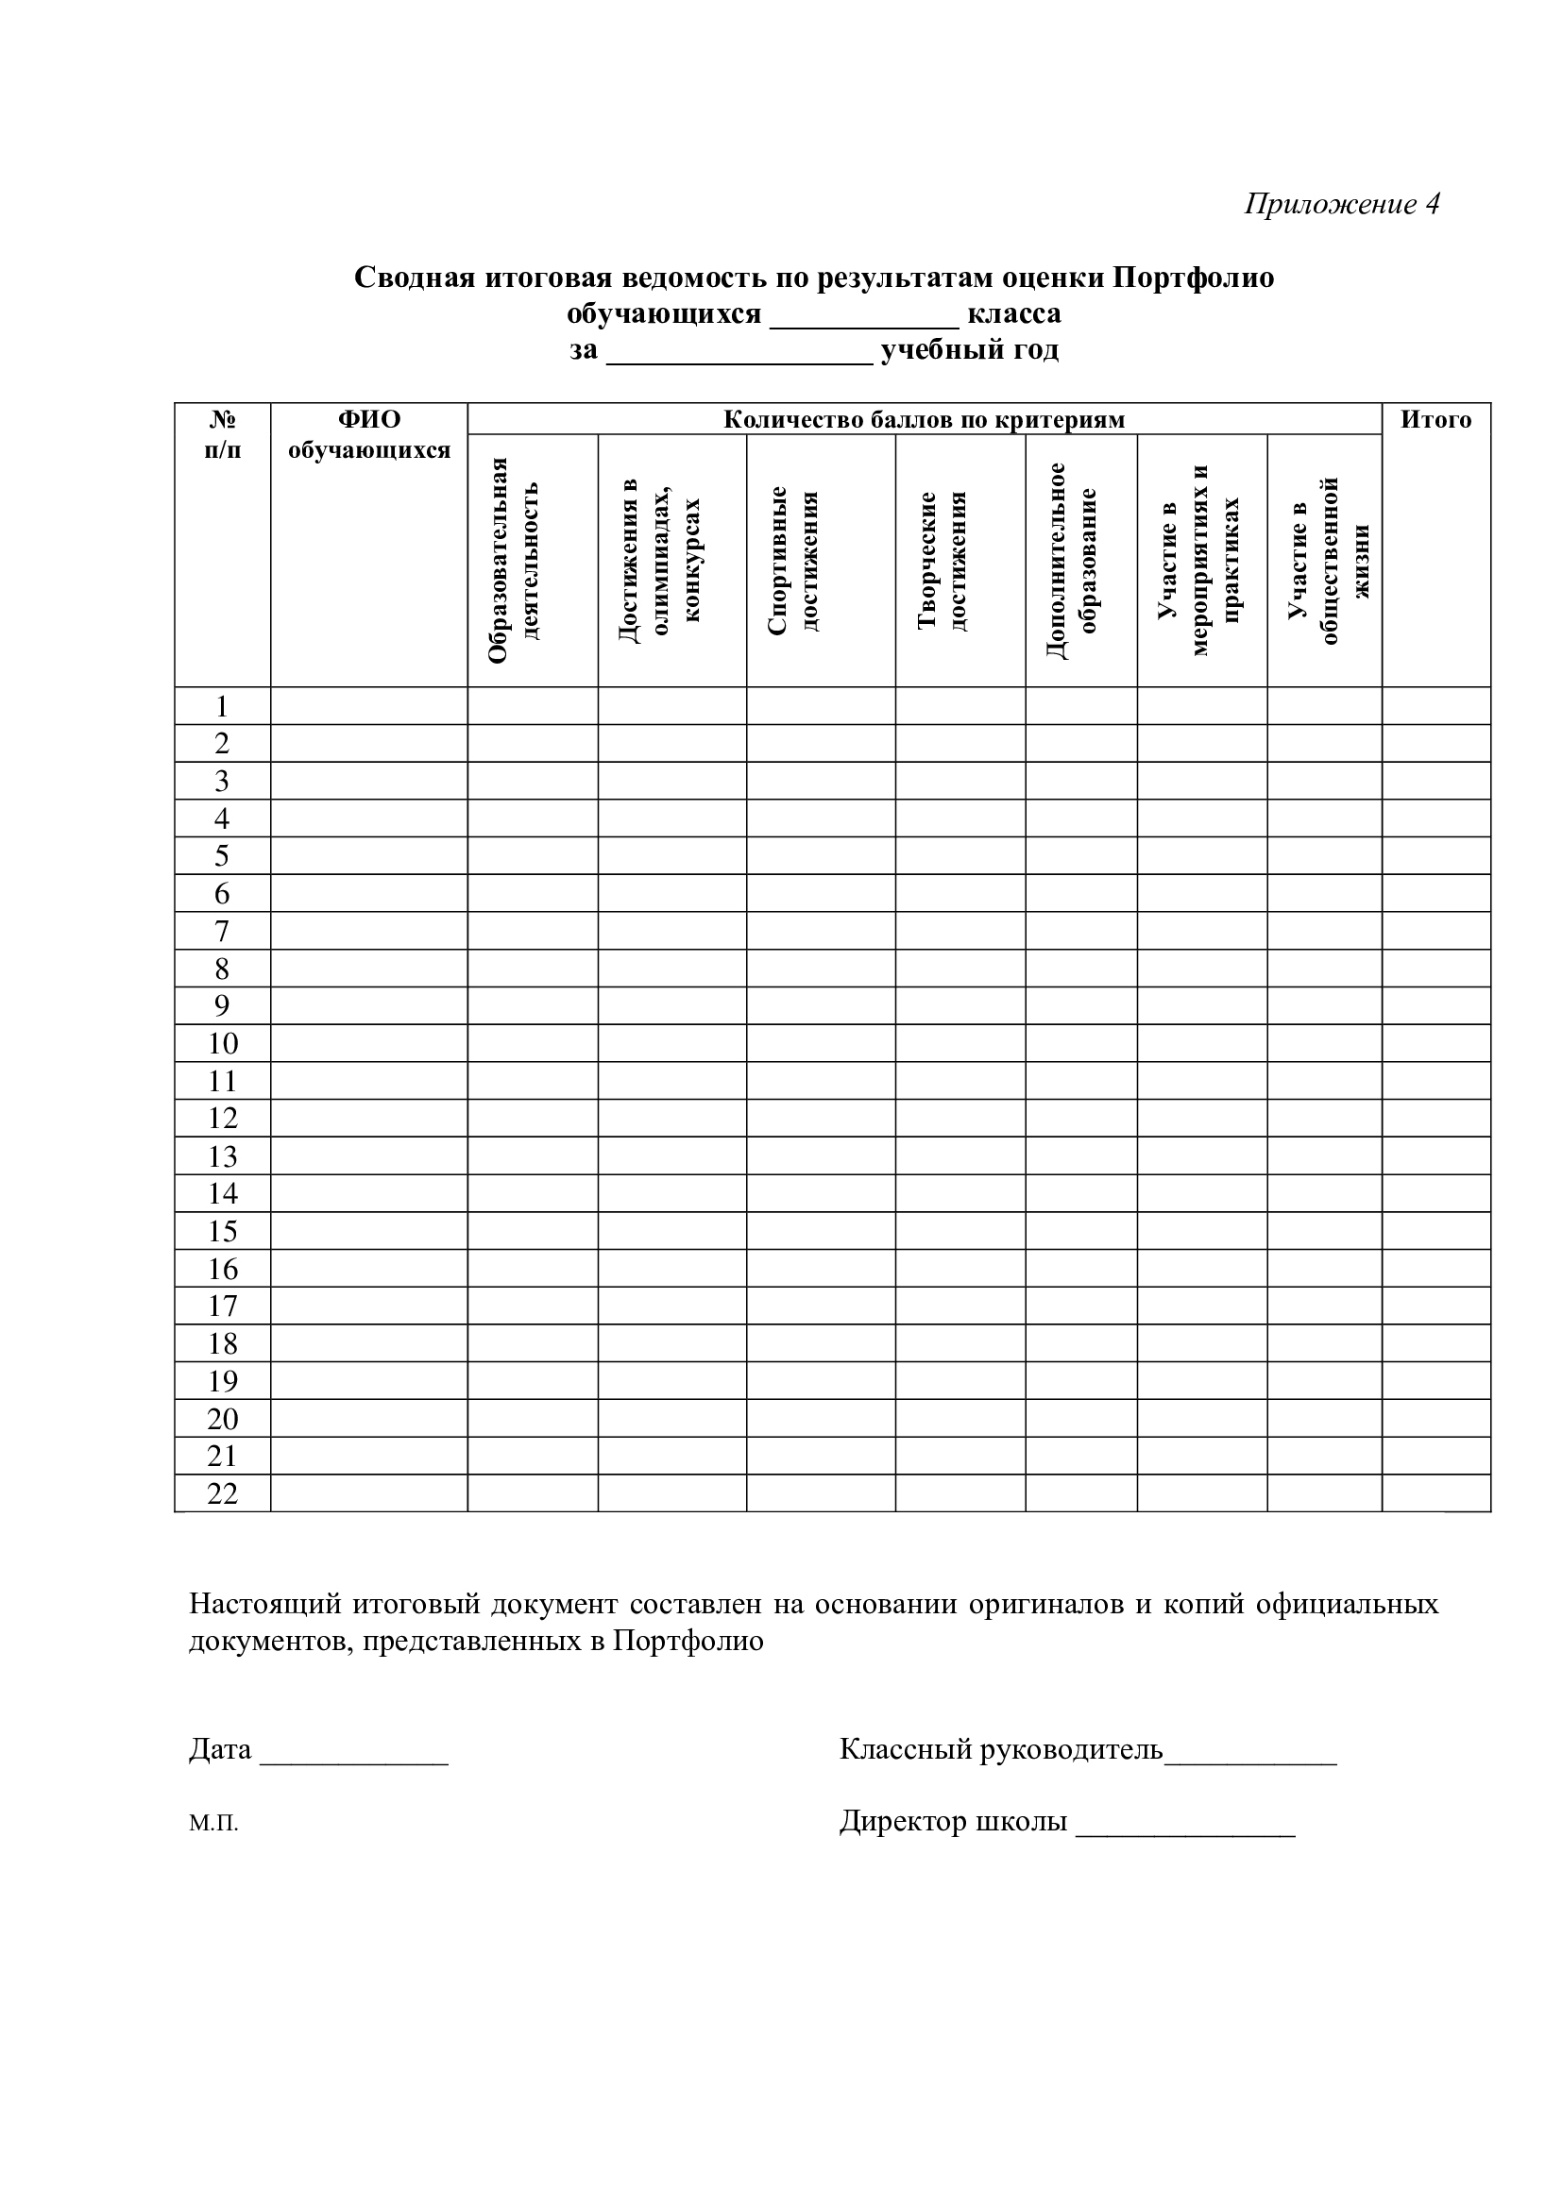 Приложение 4
Сводная итоговая ведомость по результатам оценки Портфолио
обучающихся ____________ класса
за _________________ учебный год
№
п/п
ФИО
обучающихся
Количество баллов по критериям
Итого
Образовательная
деятельность
Достижения в
олимпиадах,
конкурсах
Спортивные
достижения
Творческие
достижения
Дополнительное
образование
Участие в
мероприятиях и
практиках
Участие в
общественной
жизни
1
2
3
4
5
6
7
8
9
10
11
12
13
14
15
16
17
18
19
20
21
22
Настоящий итоговый документ составлен на основании оригиналов и копий официальных
документов, представленных в Портфолио
Дата ____________ Классный руководитель___________
М.П. Директор школы ______________